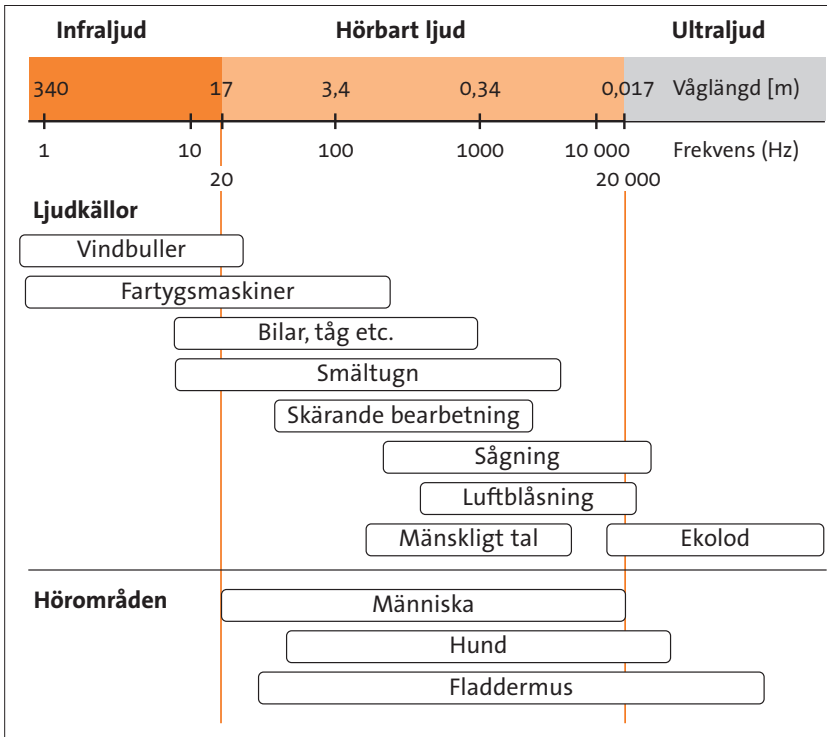 Infraljud Hörbart ljud Ultraljud
340 17 3,4 0,34 0,017 Våglängd [m]
1 10 100 1000 10 000 Frekvens (Hz)
20 20 000
Ljudkällor
Vindbuller
Fartygsmaskiner
Bilar, tåg etc.
Smältugn
Skärande bearbetning
Sågning
Luftblåsning
Mänskligt tal Ekolod
Hörområden Människa
Hund
Fladdermus